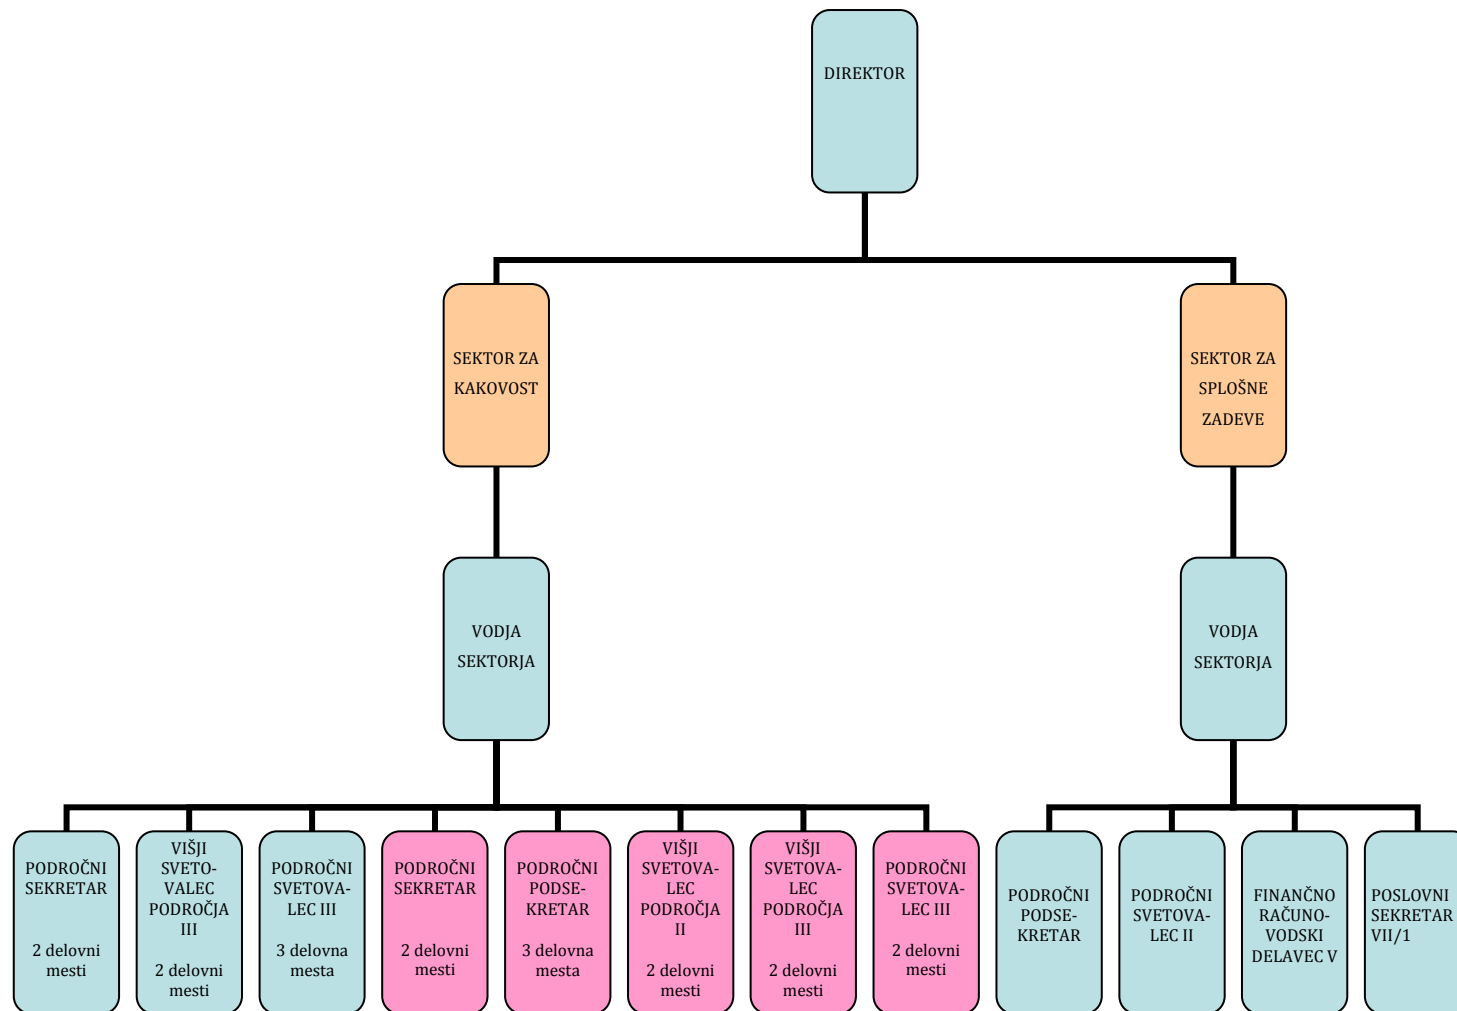 DIREKTOR
SEKTOR ZA
KAKOVOST
SEKTOR ZA
SPLOŠNE
ZADEVE
VODJA
SEKTORJA
VODJA
SEKTORJA
PODROČNI
SEKRETAR
2 delovni
mesti
VIŠJI
SVETO-
VALEC
PODROČJA
III
2 delovni
mesti
PODROČNI
SVETOVA-
LEC III
3 delovna
mesta
PODROČNI
SEKRETAR
2 delovni
mesti
PODROČNI
PODSE-
KRETAR
3 delovna
mesta
VIŠJI
SVETOVA-
LEC
PODROČJA
II
2 delovni
mesti
VIŠJI
SVETOVA-
LEC
PODROČJA
III
2 delovni
mesti
PODROČNI
SVETOVA-
LEC III
2 delovni
mesti
PODROČNI
PODSE-
KRETAR
PODROČNI
SVETOVA-
LEC II
FINANČNO
RAČUNO-
VODSKI
DELAVEC V
POSLOVNI
SEKRETAR
VII/1